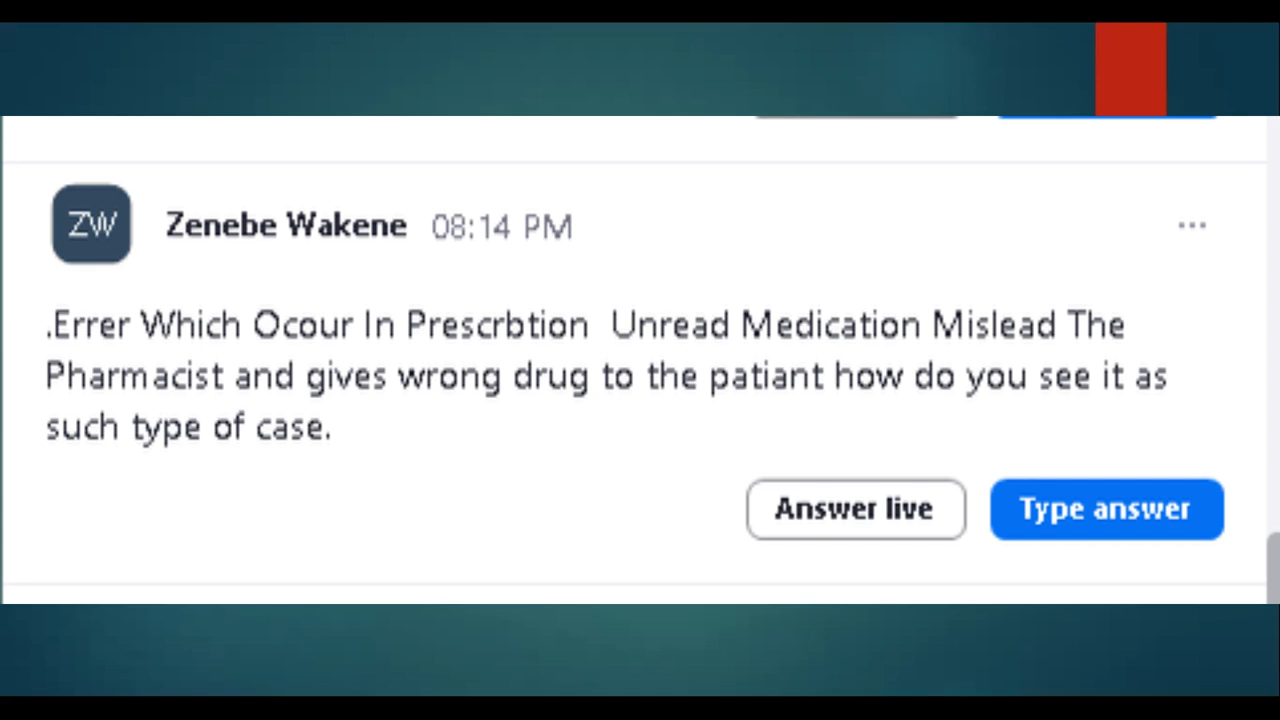 ZW Zenebe Wakene 08:14 PM ...
.Errer Which Ocour In Prescrbtion Unread Medication Mislead The
Pharmacist and gives wrong drug to the patiant how do you see it as
such type of case.
Answer live Type answer